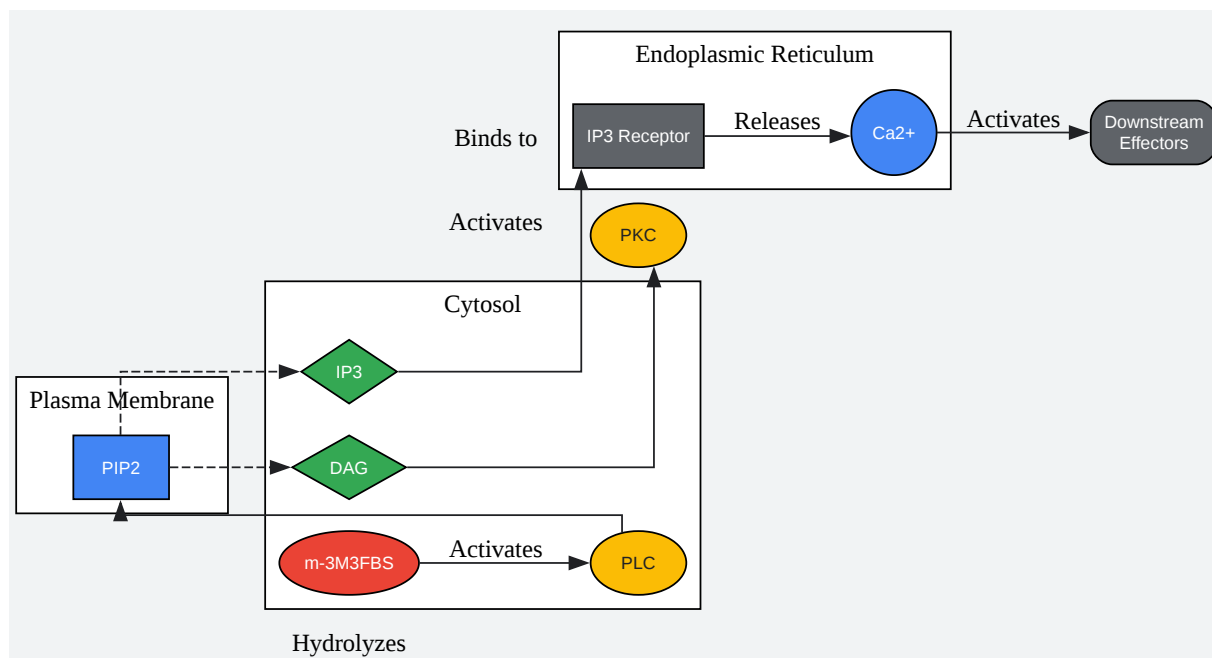 Endoplasmic Reticulum
IP3 Receptor
Releases
Ca2+
Activates
Downstream
Effectors
Binds to
Activates
PKC
Cytosol
IP3
Plasma Membrane
PIP2
DAG
m-3M3FBS
Activates
PLC
Hydrolyzes